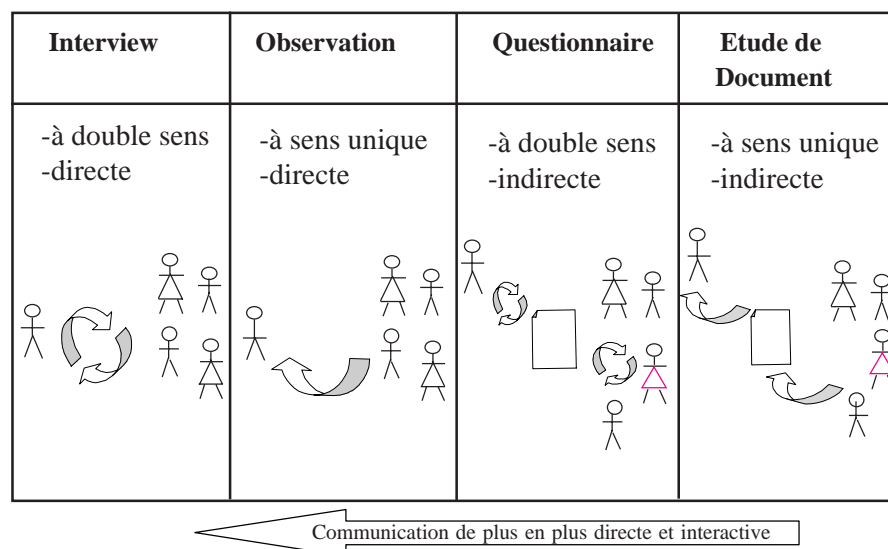 Interview
Observation
Questionnaire
Etude de
Document
-à double sens
-directe
-à sens unique
-directe
-à double sens
-indirecte
-à sens unique
-indirecte
Communication de plus en plus directe et interactive